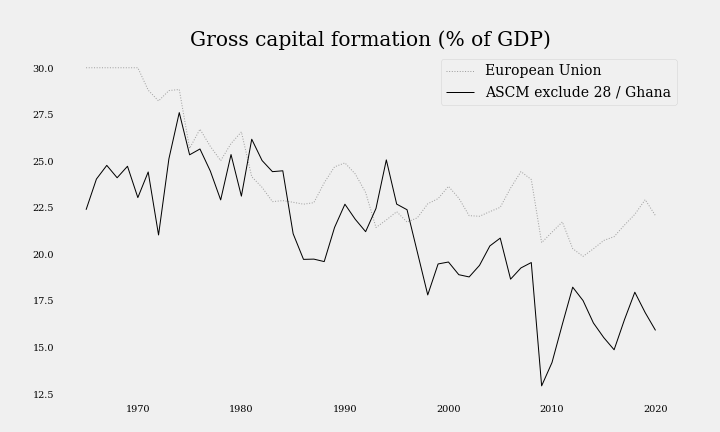 Gross capital formation (% of GDP)
European Union
ASCM exclude 28 / Ghana
30.0
27.5
25.0
22.5
20.0
17.5
15.0
12.5
1970 1980 1990 2000 2010 2020